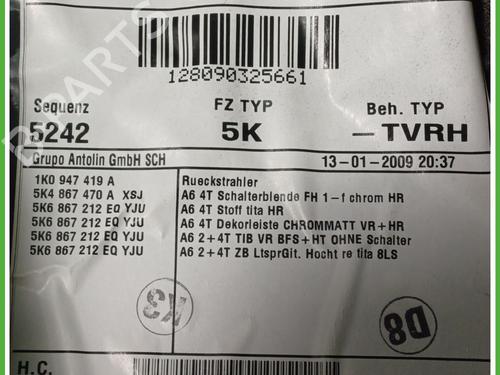 128090325661
Sequenz FZ TYP Beh. TYP
5242 5K -TVRH
Grupo Antolin GmbH SCH 13-01-2009 20:37
1K0 947 419 A Rueckstrahler
5K4 867 470 A XSJ A6 4T Schalterblende FH 1-f chrom HR
5K6 867 212 EQ YJU A6 4T Stoff tita HR
5K6 867 212 EQ YJU A6 4T Dekorleiste CHROMMATT VR+HR
5K6 867 212 EQ YJU A6 2+4T TIB VR BFS+HT OHNE Schalter
5K6 867 212 EQ YJU A6 2+4T ZB LtsprGit. Hocht re tita 8LS
K3
D8
H.C.